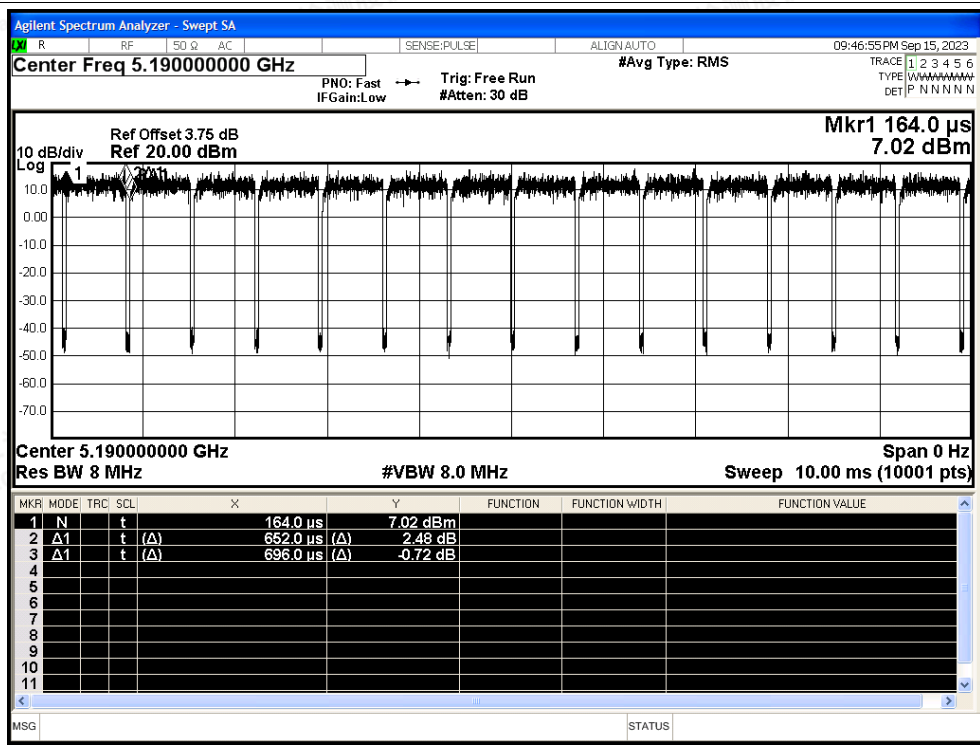 Agilent Spectrum Analyzer - Swept SA
LXI R RF 50 Ω AC SENSE:PULSE ALIGN AUTO 09:46:55 PM Sep 15, 2023
Center Freq 5.190000000 GHz #Avg Type: RMS TRACE 1 2 3 4 5 6
PNO: Fast Trig: Free Run TYPE
IFGain:Low #Atten: 30 dB DET P N N N N N
Mkr1 164.0 µs
Ref Offset 3.75 dB
10 dB/div Ref 20.00 dBm 7.02 dBm
Log
1
10.0
0.00
-10.0
-20.0
-30.0
-40.0
-50.0
-60.0
-70.0
Center 5.190000000 GHz Span 0 Hz
Res BW 8 MHz #VBW 8.0 MHz Sweep 10.00 ms (10001 pts)
MKR MODE TRC SCL X Y FUNCTION FUNCTION WIDTH FUNCTION VALUE
1 N t 164.0 µs 7.02 dBm
2 Δ1 t (Δ) 652.0 µs (Δ) 2.48 dB
3 Δ1 t (Δ) 696.0 µs (Δ) -0.72 dB
4
5
6
7
8
9
10
11
MSG STATUS